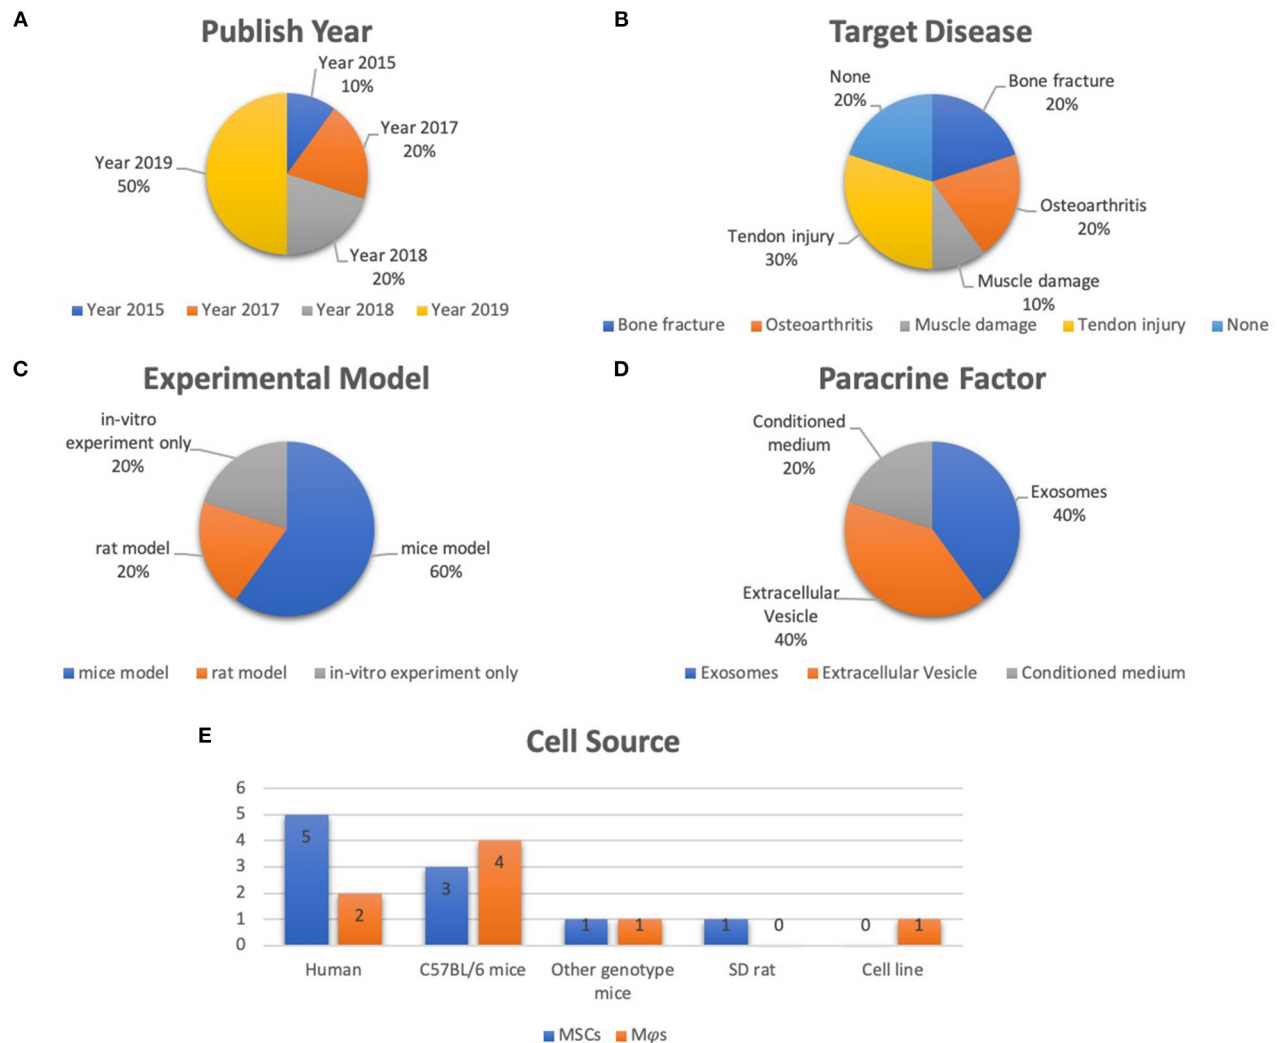 A
Publish Year
Year 2015
10%
Year 2017
20%
Year 2019
50%
Year 2018
20%
Year 2015 Year 2017 Year 2018 Year 2019
B
Target Disease
None
20%
Bone fracture
20%
Osteoarthritis
20%
Tendon injury
30%
Muscle damage
10%
Bone fracture Osteoarthritis Muscle damage Tendon injury None
C
Experimental Model
in-vitro
experiment only
20%
rat model
20%
mice model
60%
mice model rat model in-vitro experiment only
D
Paracrine Factor
Conditioned
medium
20%
Exosomes
40%
Extracellular
Vesicle
40%
Exosomes Extracellular Vesicle Conditioned medium
E
Cell Source
6
5
4
3
2
1
0
5
2
3
4
1
1
1
0
0
1
Human
C57BL/6 mice
Other genotype
mice
SD rat
Cell line
MSCs Mφs